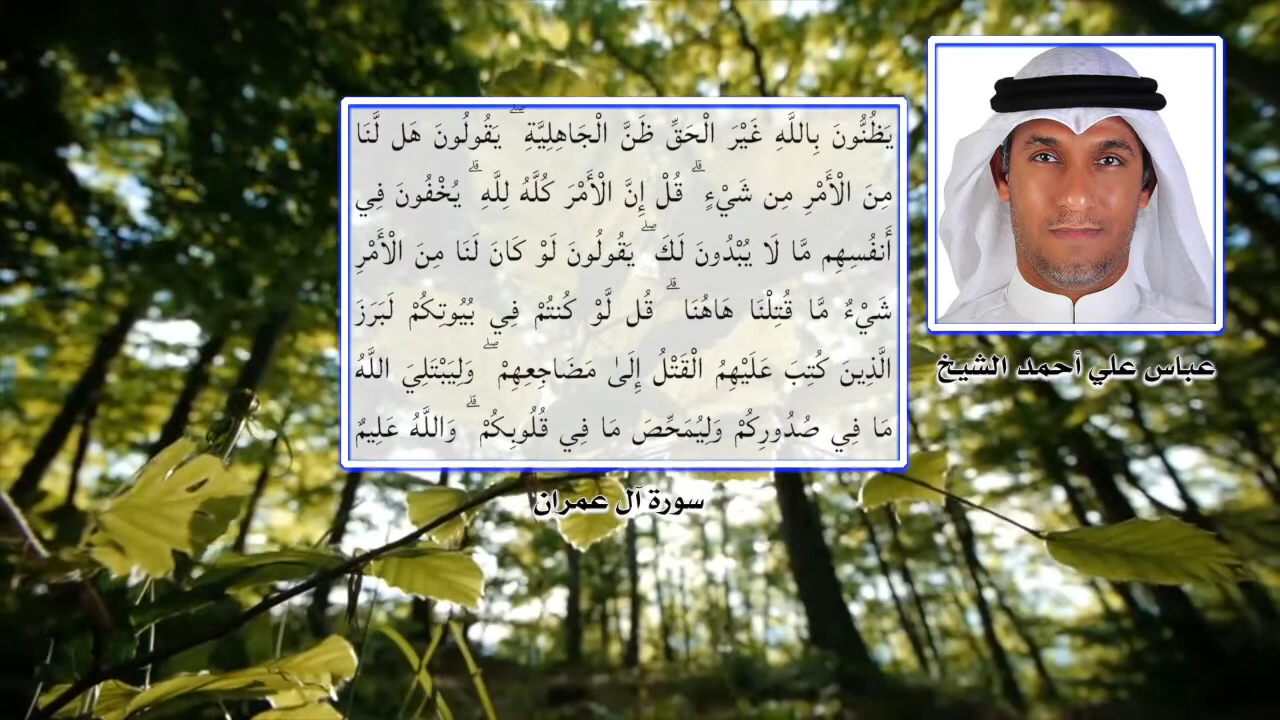 يَظُنُّونَ بِاللَّهِ غَيْرَ الْحَقِّ ظَنَّ الْجَاهِلِيَّةِ ۖ يَقُولُونَ هَل لَّنَا
مِنَ الْأَمْرِ مِن شَيْءٍ ۗ قُلْ إِنَّ الْأَمْرَ كُلَّهُ لِلَّهِ ۗ يُخْفُونَ فِي
أَنفُسِهِم مَّا لَا يُبْدُونَ لَكَ ۖ يَقُولُونَ لَوْ كَانَ لَنَا مِنَ الْأَمْرِ
شَيْءٌ مَّا قُتِلْنَا هَاهُنَا ۗ قُل لَّوْ كُنتُمْ فِي بُيُوتِكُمْ لَبَرَزَ
الَّذِينَ كُتِبَ عَلَيْهِمُ الْقَتْلُ إِلَىٰ مَضَاجِعِهِمْ ۖ وَلِيَبْتَلِيَ اللَّهُ
مَا فِي صُدُورِكُمْ وَلِيُمَحِّصَ مَا فِي قُلُوبِكُمْ ۗ وَاللَّهُ عَلِيمٌ
سورة آل عمران
عباس علي أحمد الشيخ